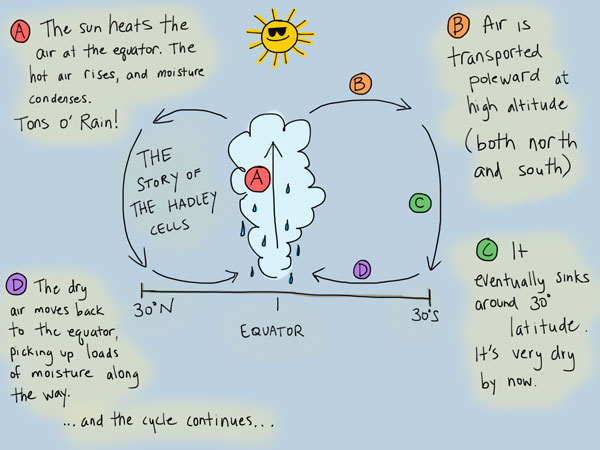 A The sun heats the
air at the equator. The
hot air rises, and moisture
condenses.
Tons o' Rain!
B Air is
transported
poleward at
high altitude
(both north
and south)
B
THE
STORY OF
THE HADLEY
CELLS
A
C
D
30°N
EQUATOR
30°S
C It
eventually sinks
around 30°
latitude.
It's very dry
by now.
D The dry
air moves back
to the equator,
picking up loads
of moisture along
the way.
...and the cycle continues...